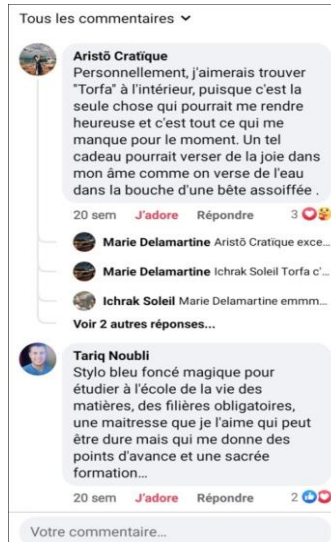 Tous les commentaires
Aristõ Cratïque
Personnellement, j'aimerais trouver
"Torfa" à l'intérieur, puisque c'est la
seule chose qui pourrait me rendre
heureuse et c'est tout ce qui me
manque pour le moment. Un tel
cadeau pourrait verser de la joie dans
mon âme comme on verse de l'eau
dans la bouche d'une bête assoiffée .
20 sem J'adore Répondre 3
Marie Delamartine Aristõ Cratïque exce...
Marie Delamartine Ichrak Soleil Torfa c'...
Ichrak Soleil Marie Delamartine emmm...
Voir 2 autres réponses...
Tariq Noubli
Stylo bleu foncé magique pour
étudier à l'école de la vie des
matières, des filières obligatoires,
une maitresse que je l'aime qui peut
être dure mais qui me donne des
points d'avance et une sacrée
formation...
20 sem J'adore Répondre 2
Votre commentaire...